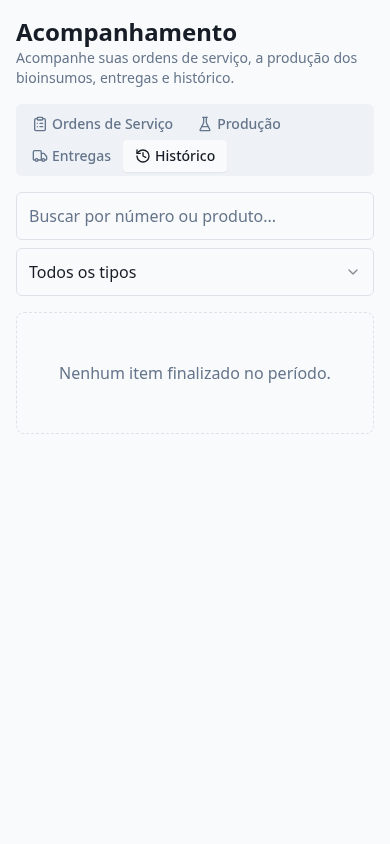 Acompanhamento
Acompanhe suas ordens de serviço, a produção dos
bioinsumos, entregas e histórico.
Ordens de Serviço Produção
Entregas Histórico
Buscar por número ou produto...
Todos os tipos
Nenhum item finalizado no período.